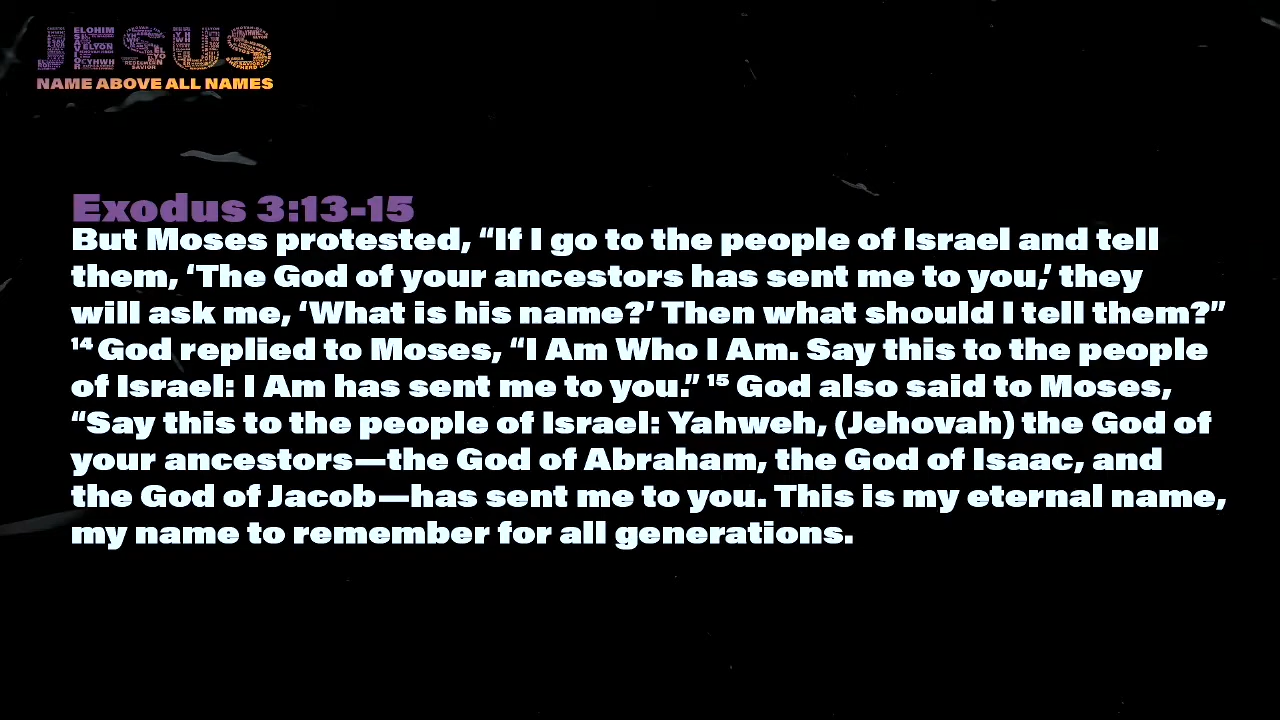 JESUS
NAME ABOVE ALL NAMES
Exodus 3:13-15
But Moses protested, “If I go to the people of Israel and tell
them, ‘The God of your ancestors has sent me to you,’ they
will ask me, ‘What is his name?’ Then what should I tell them?”
¹⁴ God replied to Moses, “I Am Who I Am. Say this to the people
of Israel: I Am has sent me to you.” ¹⁵ God also said to Moses,
“Say this to the people of Israel: Yahweh, (Jehovah) the God of
your ancestors—the God of Abraham, the God of Isaac, and
the God of Jacob—has sent me to you. This is my eternal name,
my name to remember for all generations.